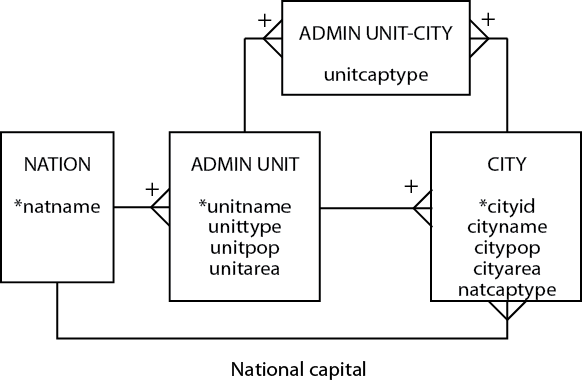 +
+
ADMIN UNIT-CITY
unitcaptype
NATION
*natname
+
ADMIN UNIT
*unitname
unittype
unitpop
unitarea
+
CITY
*cityid
cityname
citypop
cityarea
natcaptype
National capital